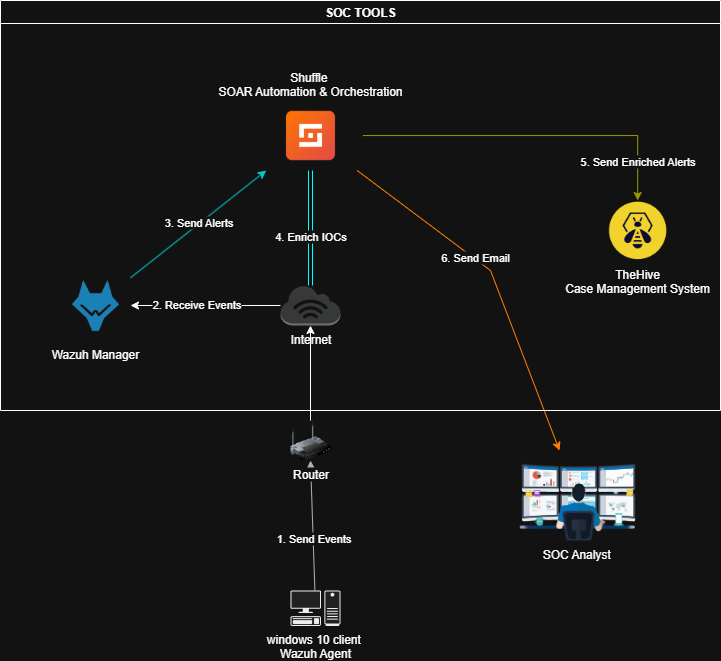 SOC TOOLS
Shuffle
SOAR Automation & Orchestration
5. Send Enriched Alerts
3. Send Alerts
4. Enrich IOCs
6. Send Email
TheHive
Case Management System
2. Receive Events
Internet
Wazuh Manager
Router
1. Send Events
SOC Analyst
windows 10 client
Wazuh Agent